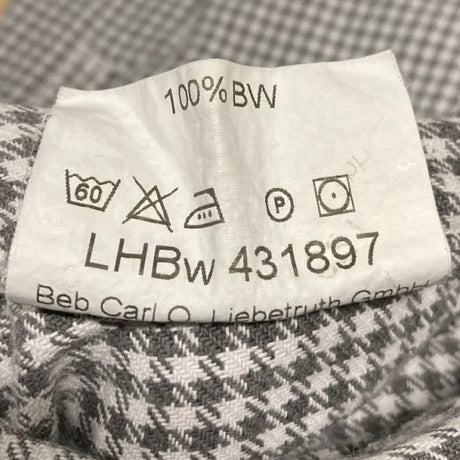 100%BW
60 P
LHBw 431897
Beb Carl O. Liebetruth GmbH